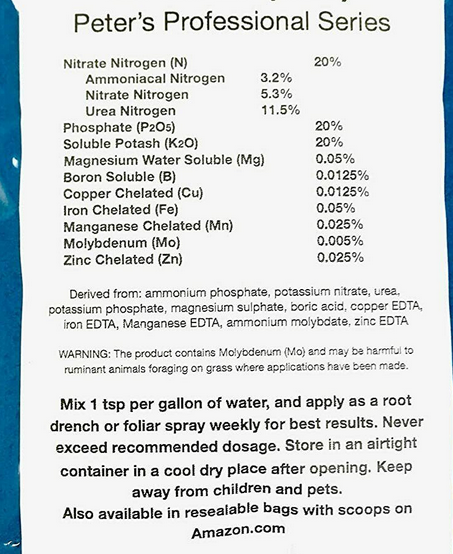 Peter's Professional Series
Nitrate Nitrogen (N) 20%
Ammoniacal Nitrogen 3.2%
Nitrate Nitrogen 5.3%
Urea Nitrogen 11.5%
Phosphate (P2O5) 20%
Soluble Potash (K2O) 20%
Magnesium Water Soluble (Mg) 0.05%
Boron Soluble (B) 0.0125%
Copper Chelated (Cu) 0.0125%
Iron Chelated (Fe) 0.05%
Manganese Chelated (Mn) 0.025%
Molybdenum (Mo) 0.005%
Zinc Chelated (Zn) 0.025%
Derived from: ammonium phosphate, potassium nitrate, urea,
potassium phosphate, magnesium sulphate, boric acid, copper EDTA,
iron EDTA, Manganese EDTA, ammonium molybdate, zinc EDTA
WARNING: The product contains Molybdenum (Mo) and may be harmful to
ruminant animals foraging on grass where applications have been made.
Mix 1 tsp per gallon of water, and apply as a root
drench or foliar spray weekly for best results. Never
exceed recommended dosage. Store in an airtight
container in a cool dry place after opening. Keep
away from children and pets.
Also available in resealable bags with scoops on
Amazon.com